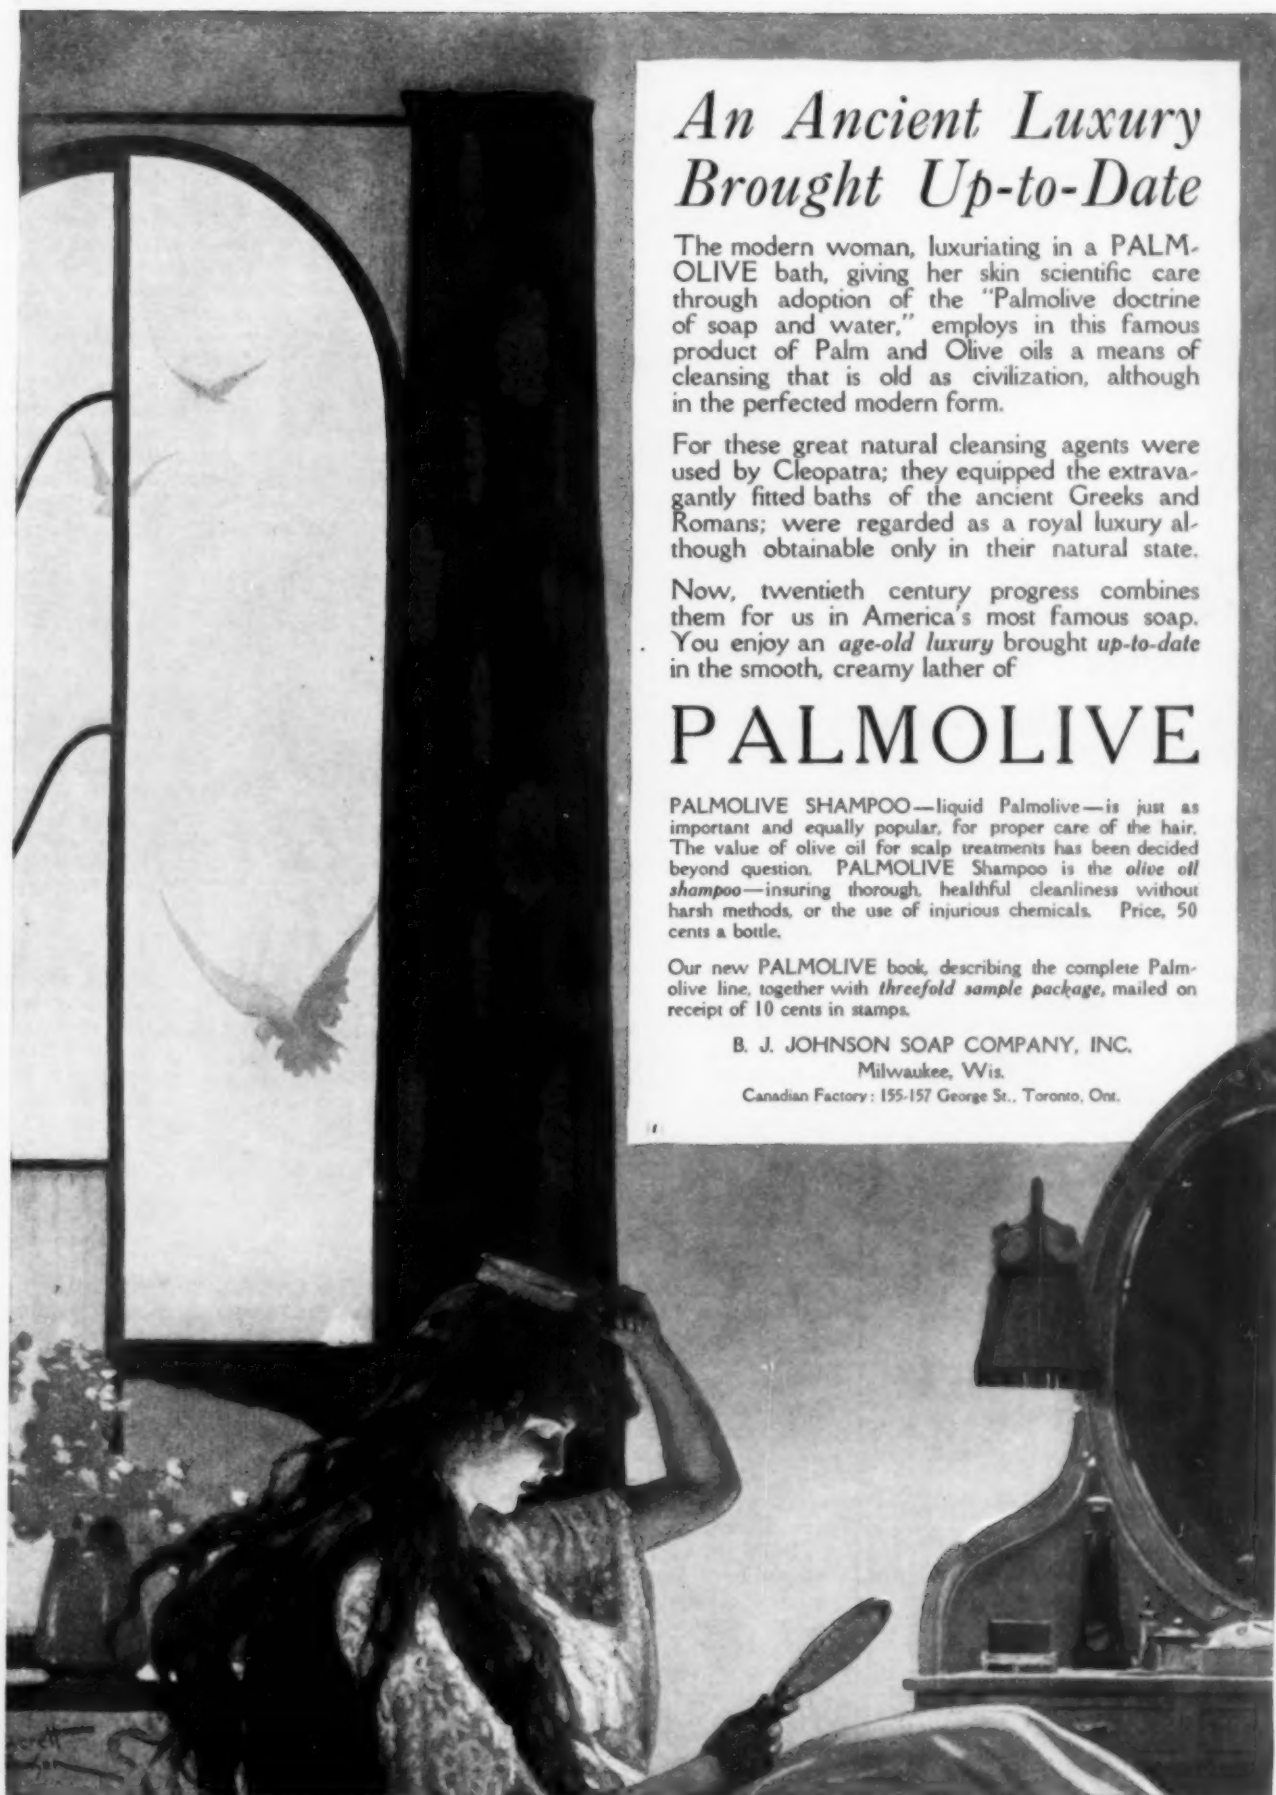 An Ancient Luxury
Brought Up-to-Date
The modern woman, luxuriating in a PALM-
OLIVE bath, giving her skin scientific care
through adoption of the "Palmolive doctrine
of soap and water," employs in this famous
product of Palm and Olive oils a means of
cleansing that is old as civilization, although
in the perfected modern form.
For these great natural cleansing agents were
used by Cleopatra; they equipped the extrava-
gantly fitted baths of the ancient Greeks and
Romans; were regarded as a royal luxury al-
though obtainable only in their natural state.
Now, twentieth century progress combines
them for us in America's most famous soap.
You enjoy an age-old luxury brought up-to-date
in the smooth, creamy lather of
PALMOLIVE
PALMOLIVE SHAMPOO—liquid Palmolive—is just as
important and equally popular, for proper care of the hair.
The value of olive oil for scalp treatments has been decided
beyond question. PALMOLIVE Shampoo is the olive oil
shampoo—insuring thorough, healthful cleanliness without
harsh methods, or the use of injurious chemicals. Price, 50
cents a bottle.
Our new PALMOLIVE book, describing the complete Palm-
olive line, together with threefold sample package, mailed on
receipt of 10 cents in stamps.
B. J. JOHNSON SOAP COMPANY, INC.
Milwaukee, Wis.
Canadian Factory: 155-157 George St., Toronto, Ont.